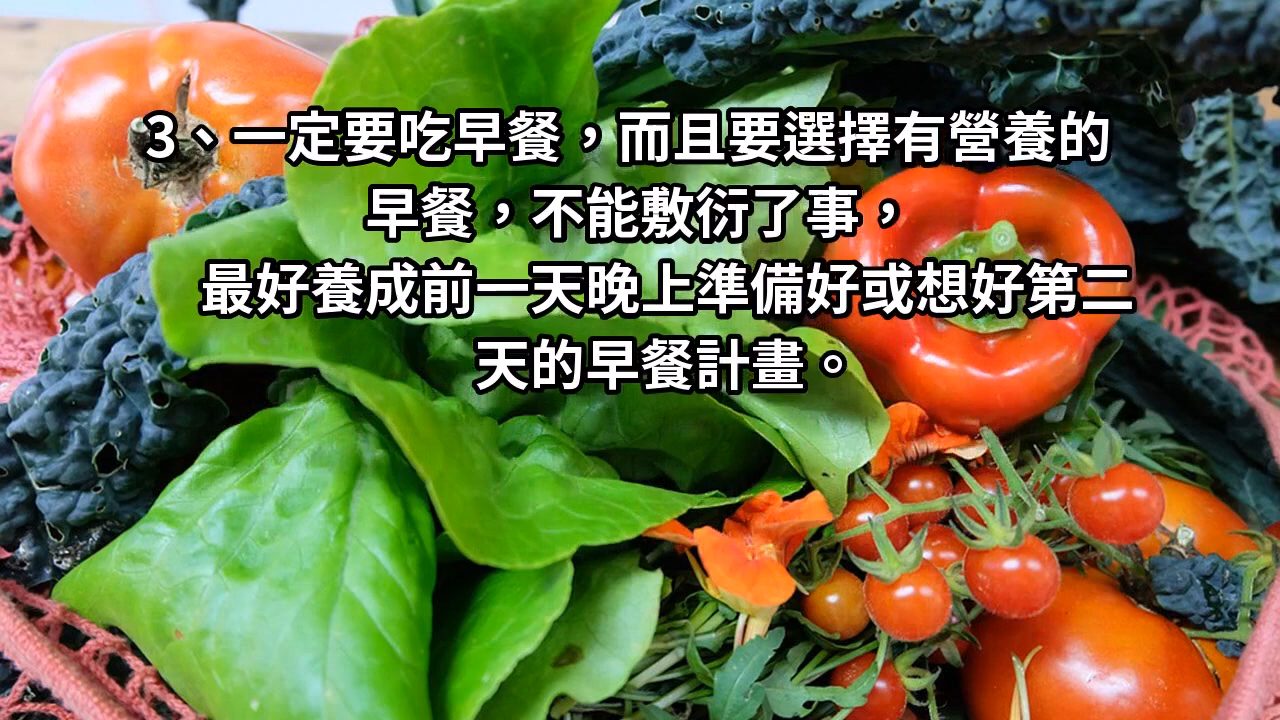 3、一定要吃早餐，而且要選擇有營養的
早餐，不能敷衍了事，
最好養成前一天晚上準備好或想好第二
天的早餐計畫。